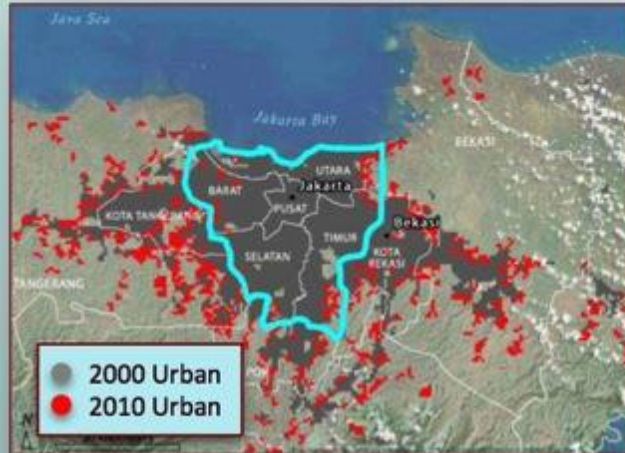 Java Sea
Jakarta Bay
BEKASI
UTARA
BARAT
Jakarta
PUSAT
KOTA TANGERANG
TIMUR
Bekasi
SELATAN
KOTA
BEKASI
TANGERANG
2000 Urban
2010 Urban
N